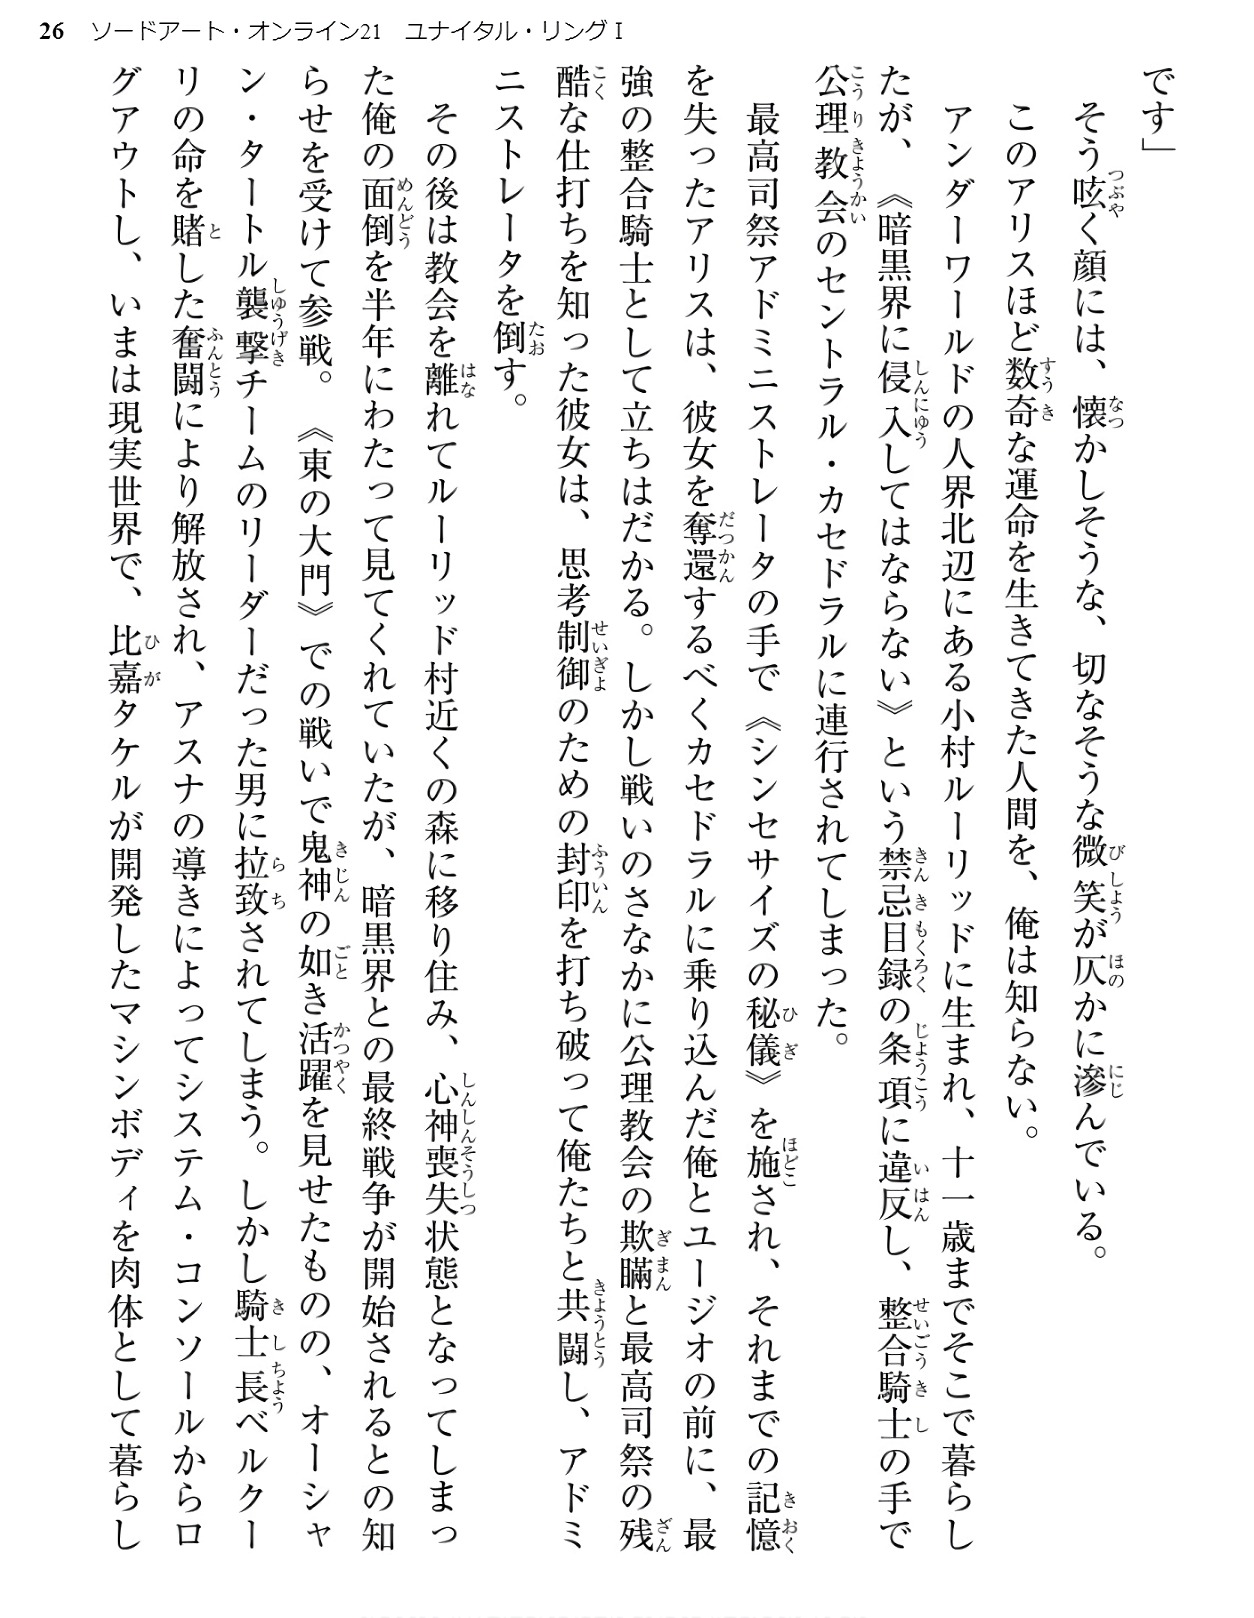 26 ソードアート・オンライン21 ユナイタル・リングⅠ
です」
そう呟く顔には、懐かしそうな、切なそうな微笑が仄かに滲んでいる。
このアリスほど数奇な運命を生きてきた人間を、俺は知らない。
アンダーワールドの人界北辺にある小村ルーリッドに生まれ、十一歳までそこで暮らし
たが、《暗黒界に侵入してはならない》という禁忌目録の条項に違反し、整合騎士の手で
公理教会のセントラル・カセドラルに連行されてしまった。
最高司祭アドミニストレータの手で《シンセサイズの秘儀》を施され、それまでの記憶
を失ったアリスは、彼女を奪還するべくカセドラルに乗り込んだ俺とユージオの前に、最
強の整合騎士として立ちはだかる。しかし戦いのさなかに公理教会の欺瞞と最高司祭の残
酷な仕打ちを知った彼女は、思考制御のための封印を打ち破って俺たちと共闘し、アドミ
ニストレータを倒す。
その後は教会を離れてルーリッド村近くの森に移り住み、心神喪失状態となってしまっ
た俺の面倒を半年にわたって見てくれていたが、暗黒界との最終戦争が開始されるとの知
らせを受けて参戦。《東の大門》での戦いで鬼神の如き活躍を見せたものの、オーシャ
ン・タートル襲撃チームのリーダーだった男に拉致されてしまう。しかし騎士長ベルクー
リの命を賭した奮闘により解放され、アスナの導きによってシステム・コンソールからロ
グアウトし、いまは現実世界で、比嘉タケルが開発したマシンボディを肉体として暮らし